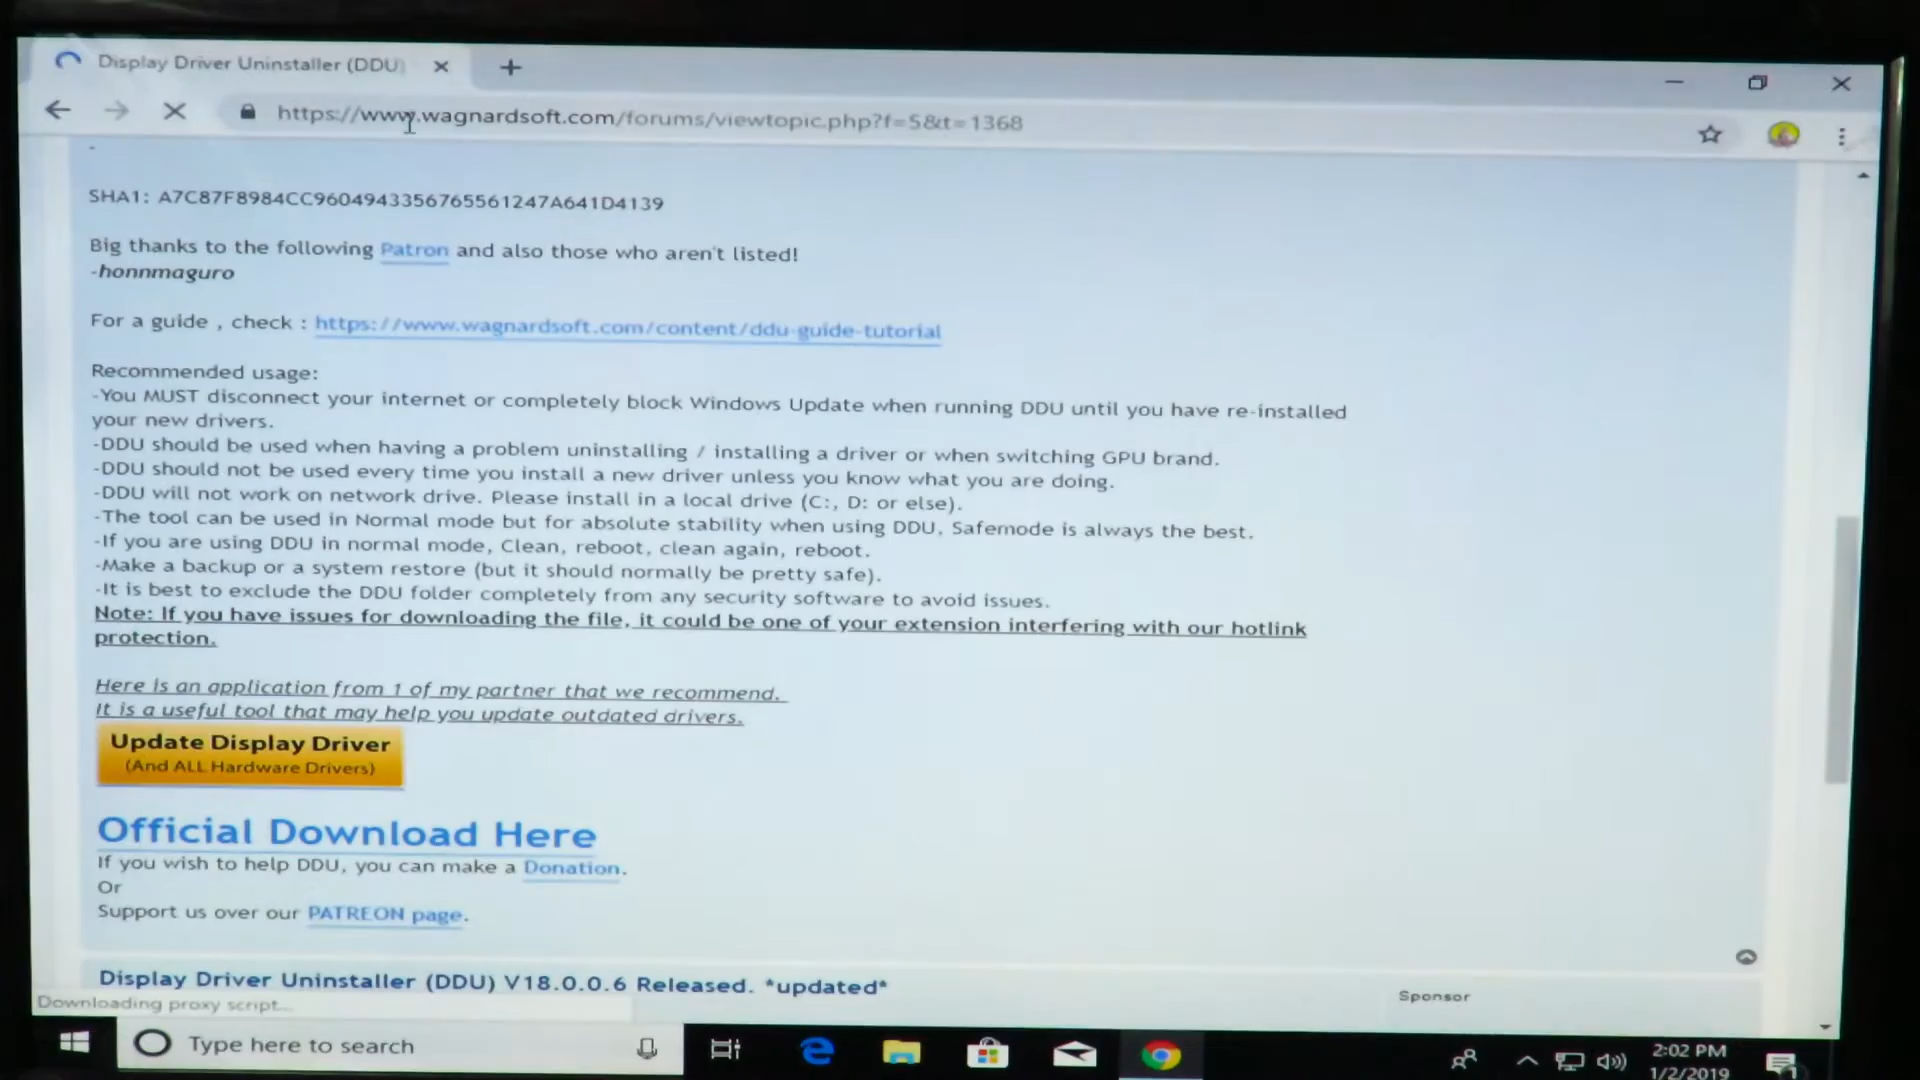 Display Driver Uninstaller (DDU)
https://www.wagnardsoft.com/forums/viewtopic.php?f=5&t=1368
SHA1: A7C87F8984CC9604943356765561247A641D4139
Big thanks to the following Patron and also those who aren't listed!
-honnmaguro
For a guide , check : https://www.wagnardsoft.com/content/ddu-guide-tutorial
Recommended usage:
-You MUST disconnect your internet or completely block Windows Update when running DDU until you have re-installed
your new drivers.
-DDU should be used when having a problem uninstalling / installing a driver or when switching GPU brand.
-DDU should not be used every time you install a new driver unless you know what you are doing.
-DDU will not work on network drive. Please install in a local drive (C:, D: or else).
-The tool can be used in Normal mode but for absolute stability when using DDU, Safemode is always the best.
-If you are using DDU in normal mode, Clean, reboot, clean again, reboot.
-Make a backup or a system restore (but it should normally be pretty safe).
-It is best to exclude the DDU folder completely from any security software to avoid issues.
Note: If you have issues for downloading the file, it could be one of your extension interfering with our hotlink
protection.
Here is an application from 1 of my partner that we recommend.
It is a useful tool that may help you update outdated drivers.
Update Display Driver
(And ALL Hardware Drivers)
Official Download Here
If you wish to help DDU, you can make a Donation.
Or
Support us over our PATREON page.
Display Driver Uninstaller (DDU) V18.0.0.6 Released. *updated*
Sponsor
Downloading proxy script...
Type here to search
2:02 PM
1/2/2019